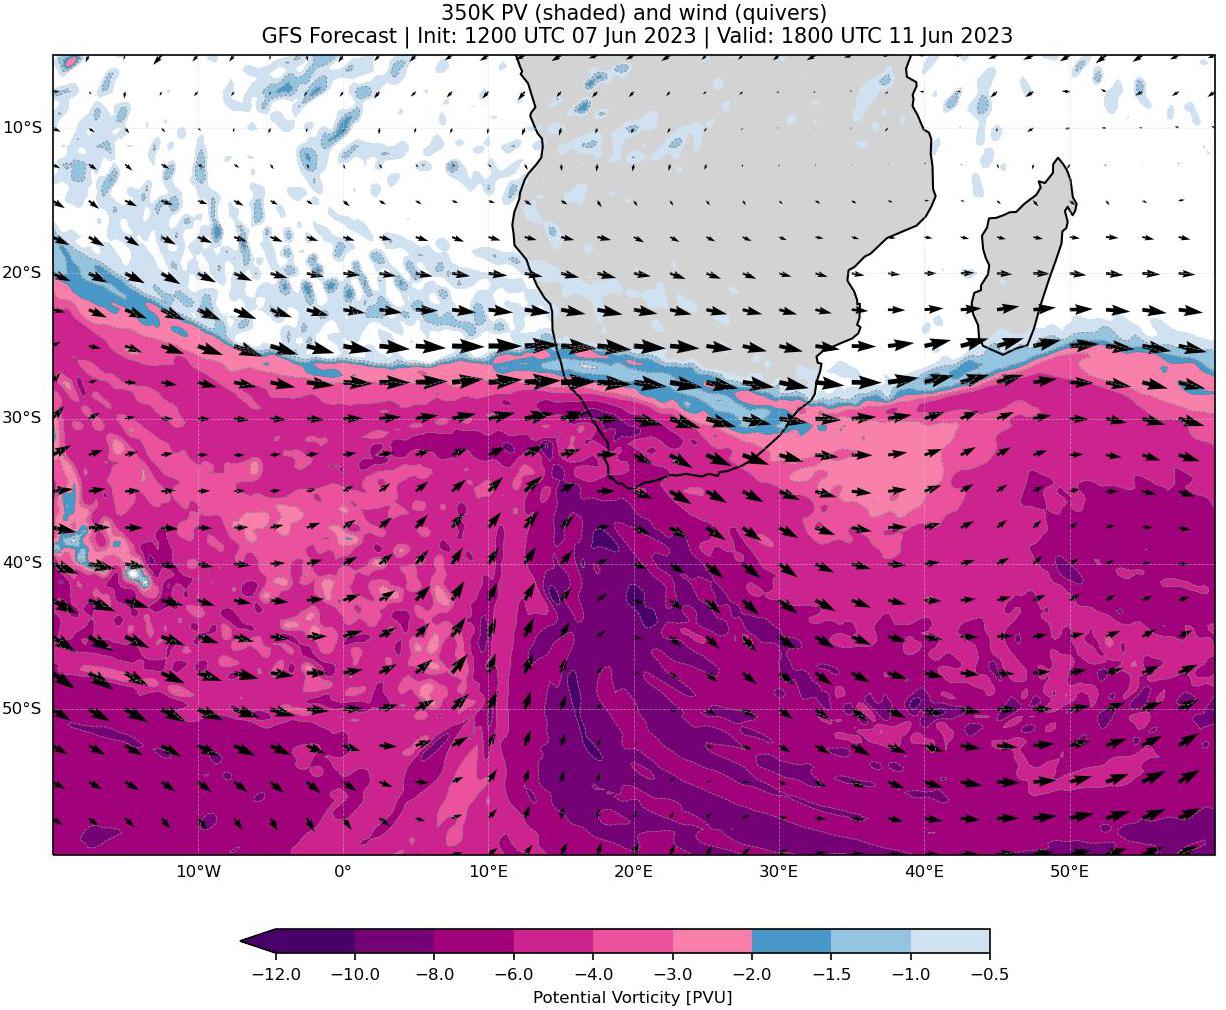 350K PV (shaded) and wind (quivers)
GFS Forecast | Init: 1200 UTC 07 Jun 2023 | Valid: 1800 UTC 11 Jun 2023
10°S
20°S
30°S
40°S
50°S
10°W 0° 10°E 20°E 30°E 40°E 50°E
−12.0 −10.0 −8.0 −6.0 −4.0 −3.0 −2.0 −1.5 −1.0 −0.5
Potential Vorticity [PVU]